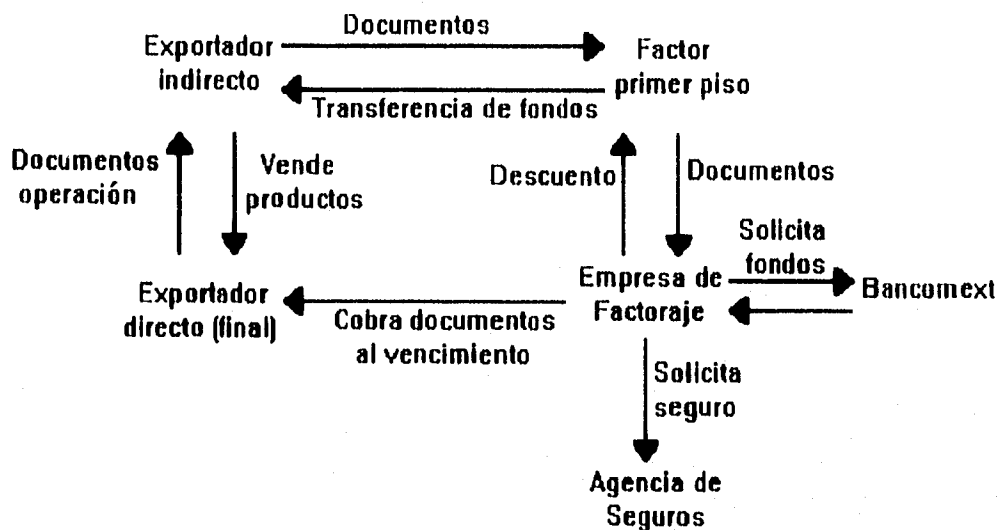 Documentos
Exportador
indirecto
Factor
primer piso
Transferencia de fondos
Documentos
operación
Vende
productos
Descuento
Documentos
Solicita
fondos
Exportador
directo (final)
Cobra documentos
al vencimiento
Empresa de
Factoraje
Bancomext
Solicita
seguro
Agencia de
Seguros